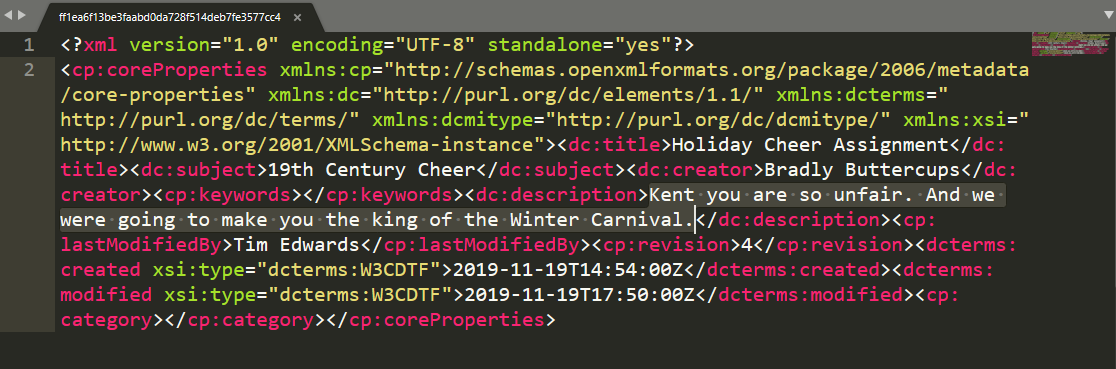 ff1ea6f13be3faabd0da728f514deb7fe3577cc4 ×
1 <?xml version="1.0" encoding="UTF-8" standalone="yes"?>
2 <cp:coreProperties xmlns:cp="http://schemas.openxmlformats.org/package/2006/metadata
/core-properties" xmlns:dc="http://purl.org/dc/elements/1.1/" xmlns:dcterms="
http://purl.org/dc/terms/" xmlns:dcmitype="http://purl.org/dc/dcmitype/" xmlns:xsi="
http://www.w3.org/2001/XMLSchema-instance"><dc:title>Holiday Cheer Assignment</dc:
title><dc:subject>19th Century Cheer</dc:subject><dc:creator>Bradly Buttercups</dc:
creator><cp:keywords></cp:keywords><dc:description>Kent you are so unfair. And we
were going to make you the king of the Winter Carnival.</dc:description><cp:
lastModifiedBy>Tim Edwards</cp:lastModifiedBy><cp:revision>4</cp:revision><dcterms:
created xsi:type="dcterms:W3CDTF">2019-11-19T14:54:00Z</dcterms:created><dcterms:
modified xsi:type="dcterms:W3CDTF">2019-11-19T17:50:00Z</dcterms:modified><cp:
category></cp:category></cp:coreProperties>